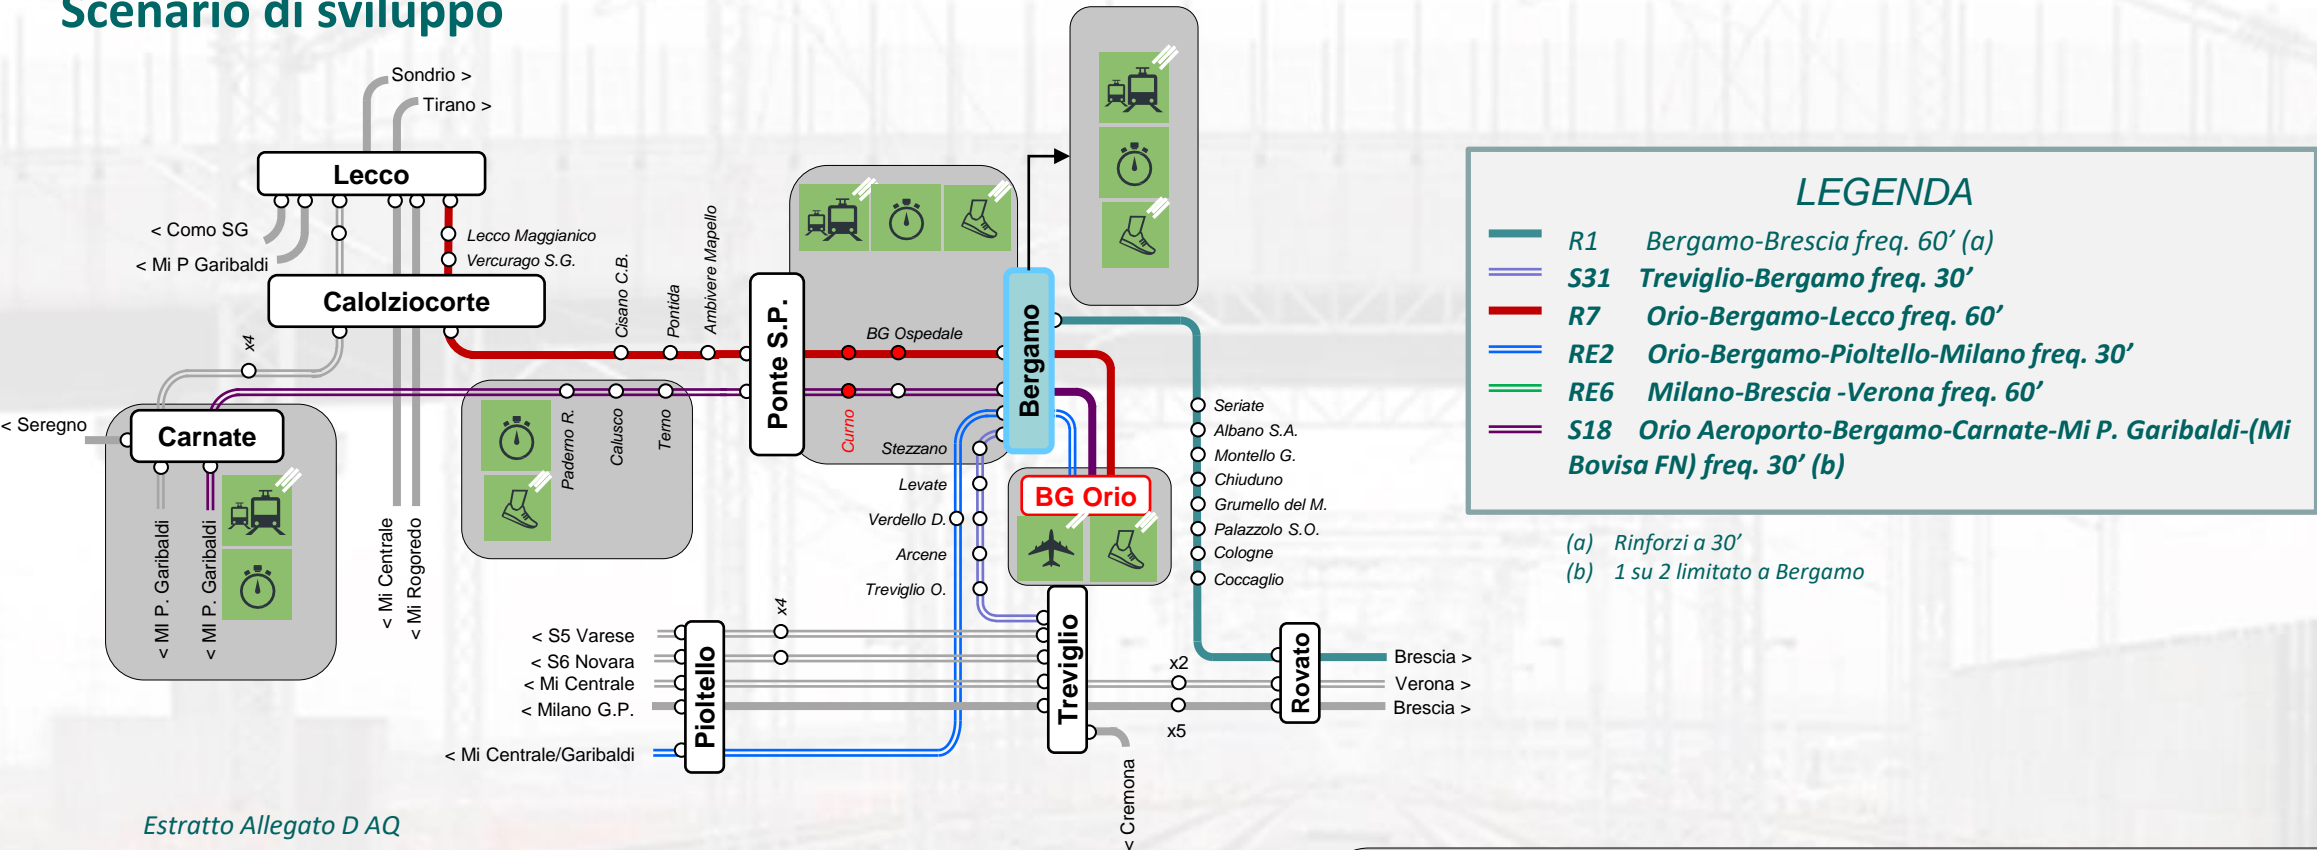 Scenario di sviluppo
Sondrio >
Tirano >
Lecco
< Como SG
< Mi P Garibaldi
Lecco Maggianico
Vercurago S.G.
Calolziocorte
x4
Cisano C.B.
Pontida
Ambivere Mapello
Ponte S.P.
BG Ospedale
Bergamo
Curno
< Seregno
Carnate
Paderno R.
Calusco
Terno
< MI P. Garibaldi
< MI P. Garibaldi
< Mi Centrale
< Mi Rogoredo
Stezzano
Levate
Verdello D.
Arcene
Treviglio O.
BG Orio
Seriate
Albano S.A.
Montello G.
Chiuduno
Grumello del M.
Palazzolo S.O.
Cologne
Coccaglio
x4
< S5 Varese
< S6 Novara
< Mi Centrale
< Milano G.P.
< Mi Centrale/Garibaldi
Pioltello
Treviglio
x2
x5
Rovato
Brescia >
Verona >
Brescia >
< Cremona
LEGENDA
R1 Bergamo-Brescia freq. 60’ (a)
S31 Treviglio-Bergamo freq. 30’
R7 Orio-Bergamo-Lecco freq. 60’
RE2 Orio-Bergamo-Pioltello-Milano freq. 30’
RE6 Milano-Brescia -Verona freq. 60’
S18 Orio Aeroporto-Bergamo-Carnate-Mi P. Garibaldi-(Mi
Bovisa FN) freq. 30’ (b)
(a) Rinforzi a 30’
(b) 1 su 2 limitato a Bergamo
Estratto Allegato D AQ